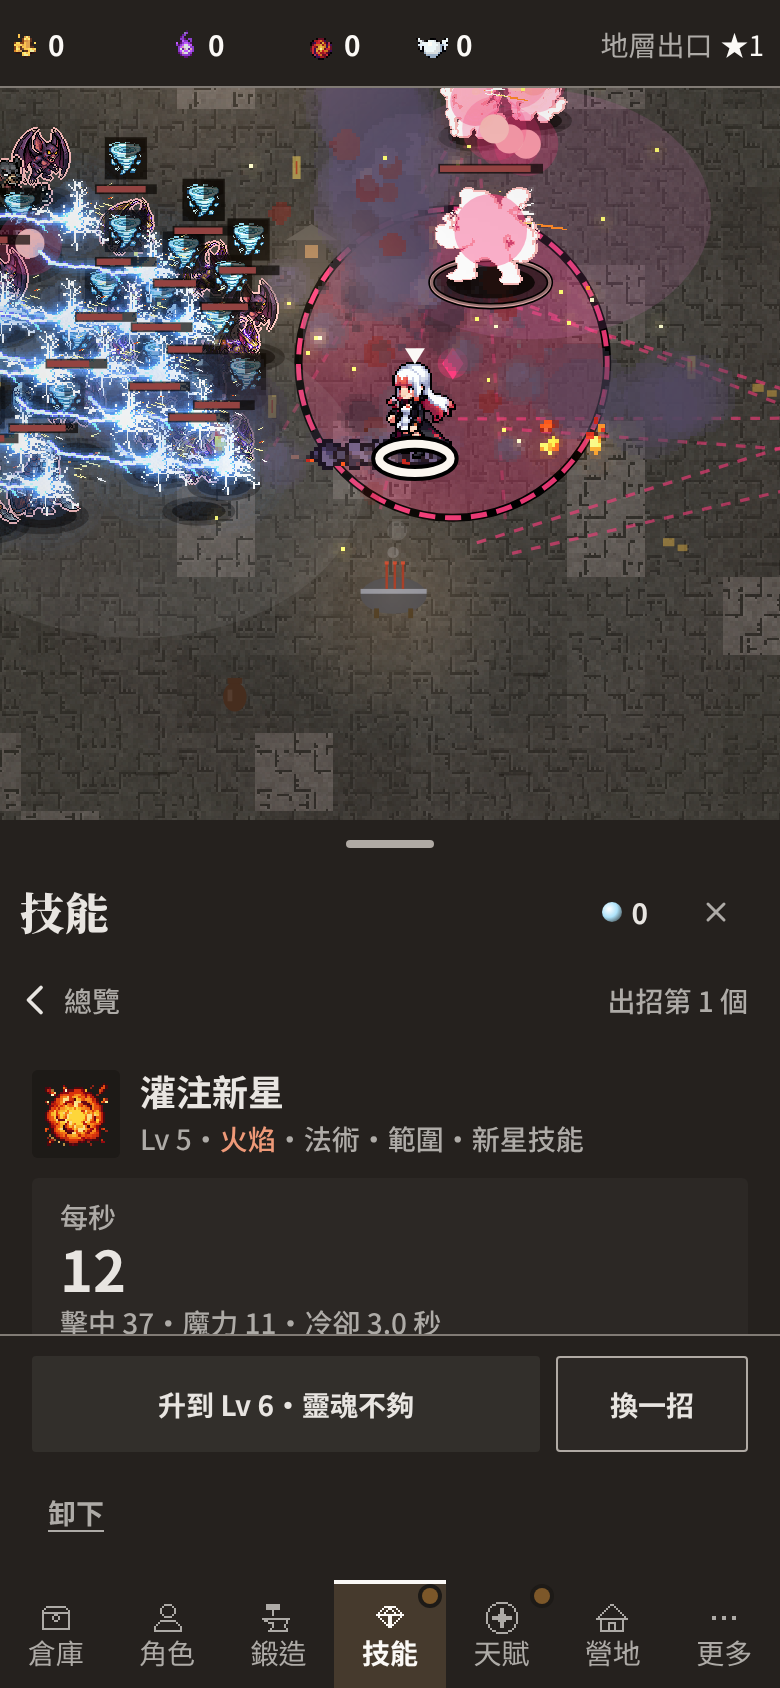 0 0 0 0 地層出口 ★1
技能 0 ×
總覽 出招第 1 個
灌注新星
Lv 5・火焰・法術・範圍・新星技能
每秒
12
擊中 37・魔力 11・冷卻 3.0 秒
升到 Lv 6・靈魂不夠 換一招
卸下
倉庫 角色 鍛造 技能 天賦 營地 更多